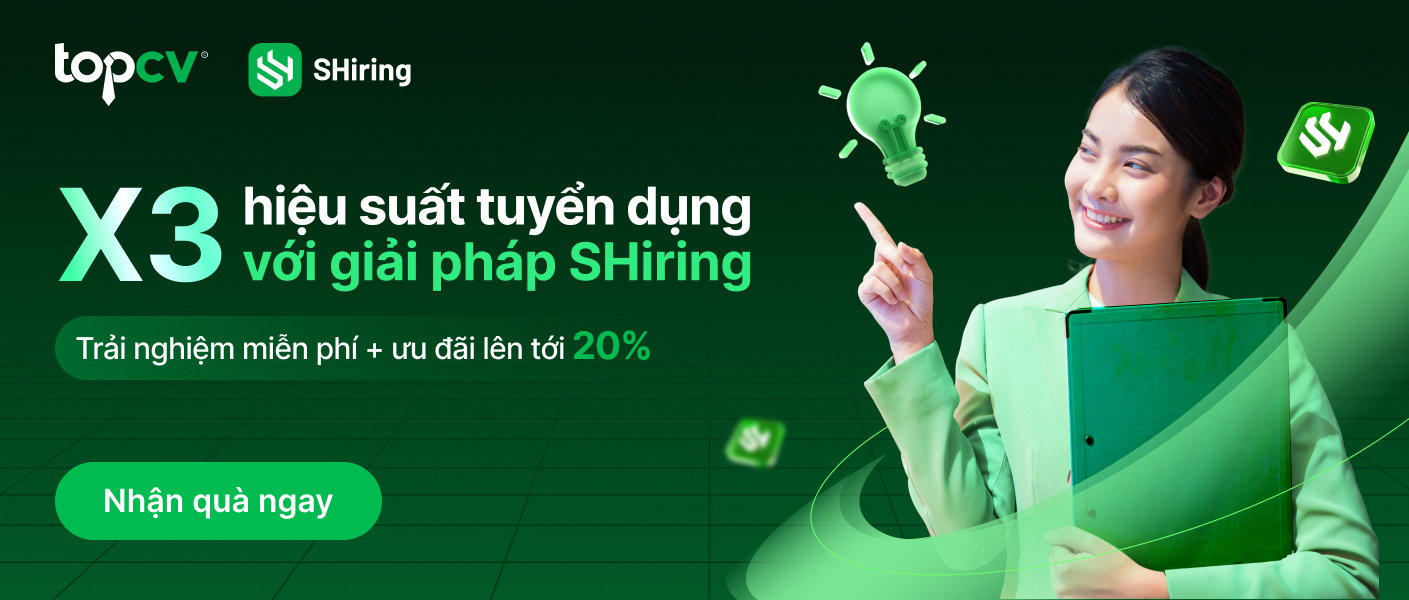 topcv©
SHiring
X3 hiệu suất tuyển dụng
với giải pháp SHiring
Trải nghiệm miễn phí + ưu đãi lên tới 20%
Nhận quà ngay